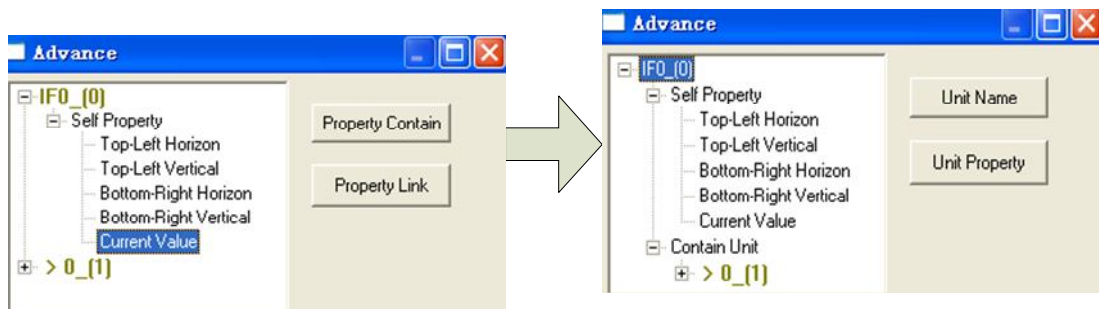 Advance
IF0_(0)
Self Property
Top-Left Horizon
Top-Left Vertical
Bottom-Right Horizon
Bottom-Right Vertical
Current Value
> 0_(1)
Property Contain
Property Link
Advance
IF0_(0)
Self Property
Top-Left Horizon
Top-Left Vertical
Bottom-Right Horizon
Bottom-Right Vertical
Current Value
Contain Unit
> 0_(1)
Unit Name
Unit Property